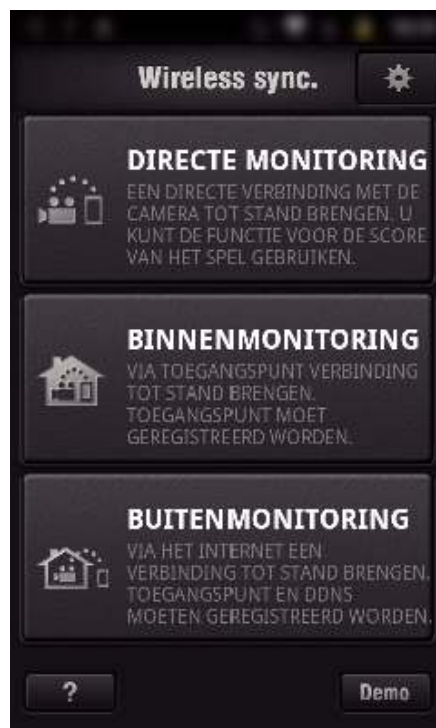 Wireless sync.
DIRECTE MONITORING
EEN DIRECTE VERBINDING MET DE
CAMERA TOT STAND BRENGEN. U
KUNT DE FUNCTIE VOOR DE SCORE
VAN HET SPEL GEBRUIKEN.
BINNENMONITORING
VIA TOEGANGSPUNT VERBINDING
TOT STAND BRENGEN.
TOEGANGSPUNT MOET
GEREGISTREERD WORDEN.
BUITENMONITORING
VIA HET INTERNET EEN
VERBINDING TOT STAND BRENGEN.
TOEGANGSPUNT EN DDNS
MOETEN GEREGISTREERD WORDEN.
?
Demo